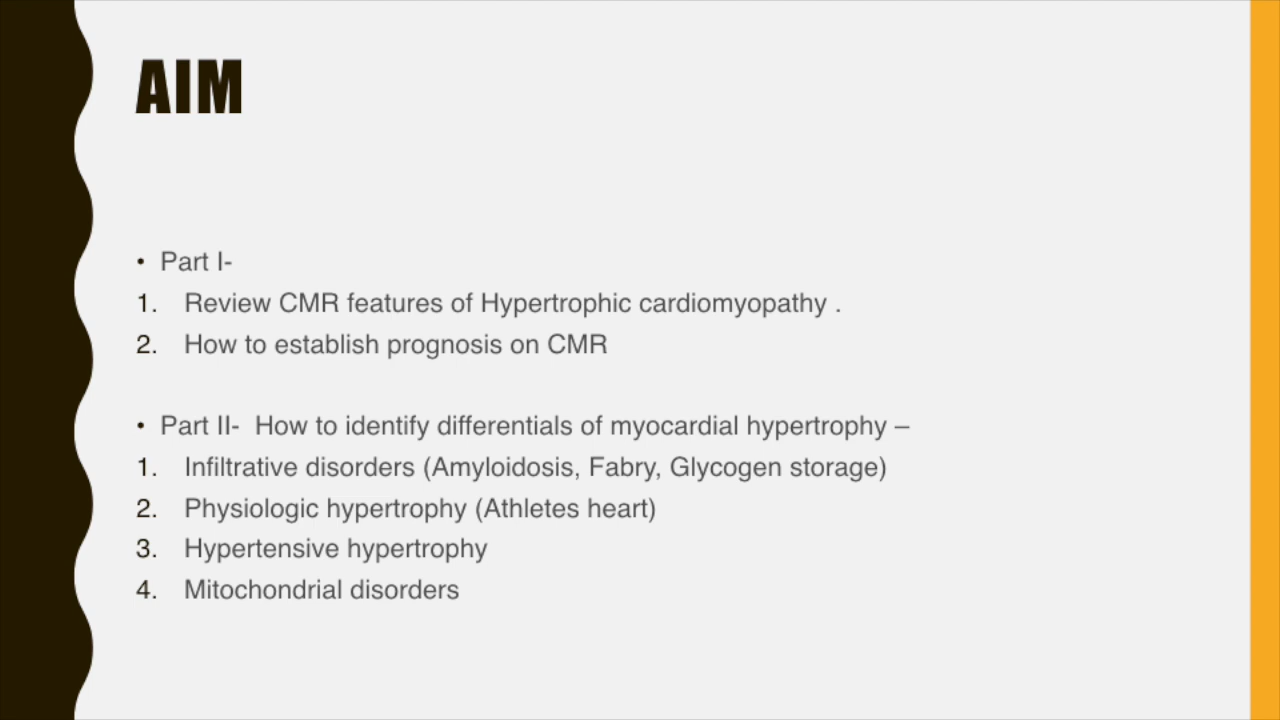 AIM
• Part I-
1. Review CMR features of Hypertrophic cardiomyopathy .
2. How to establish prognosis on CMR
• Part II- How to identify differentials of myocardial hypertrophy –
1. Infiltrative disorders (Amyloidosis, Fabry, Glycogen storage)
2. Physiologic hypertrophy (Athletes heart)
3. Hypertensive hypertrophy
4. Mitochondrial disorders